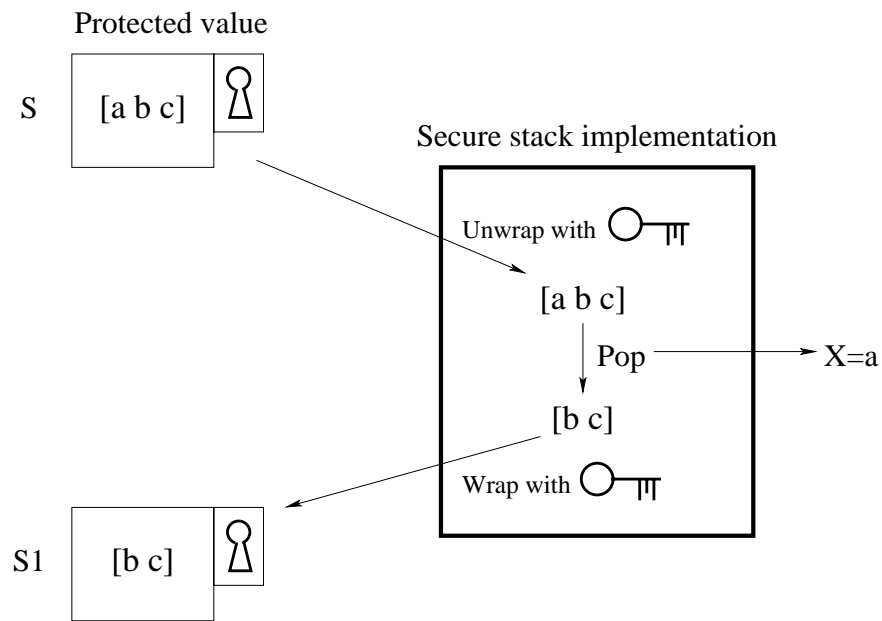 Protected value
S
[a b c]
Secure stack implementation
Unwrap with
[a b c]
Pop
X=a
[b c]
Wrap with
S1
[b c]